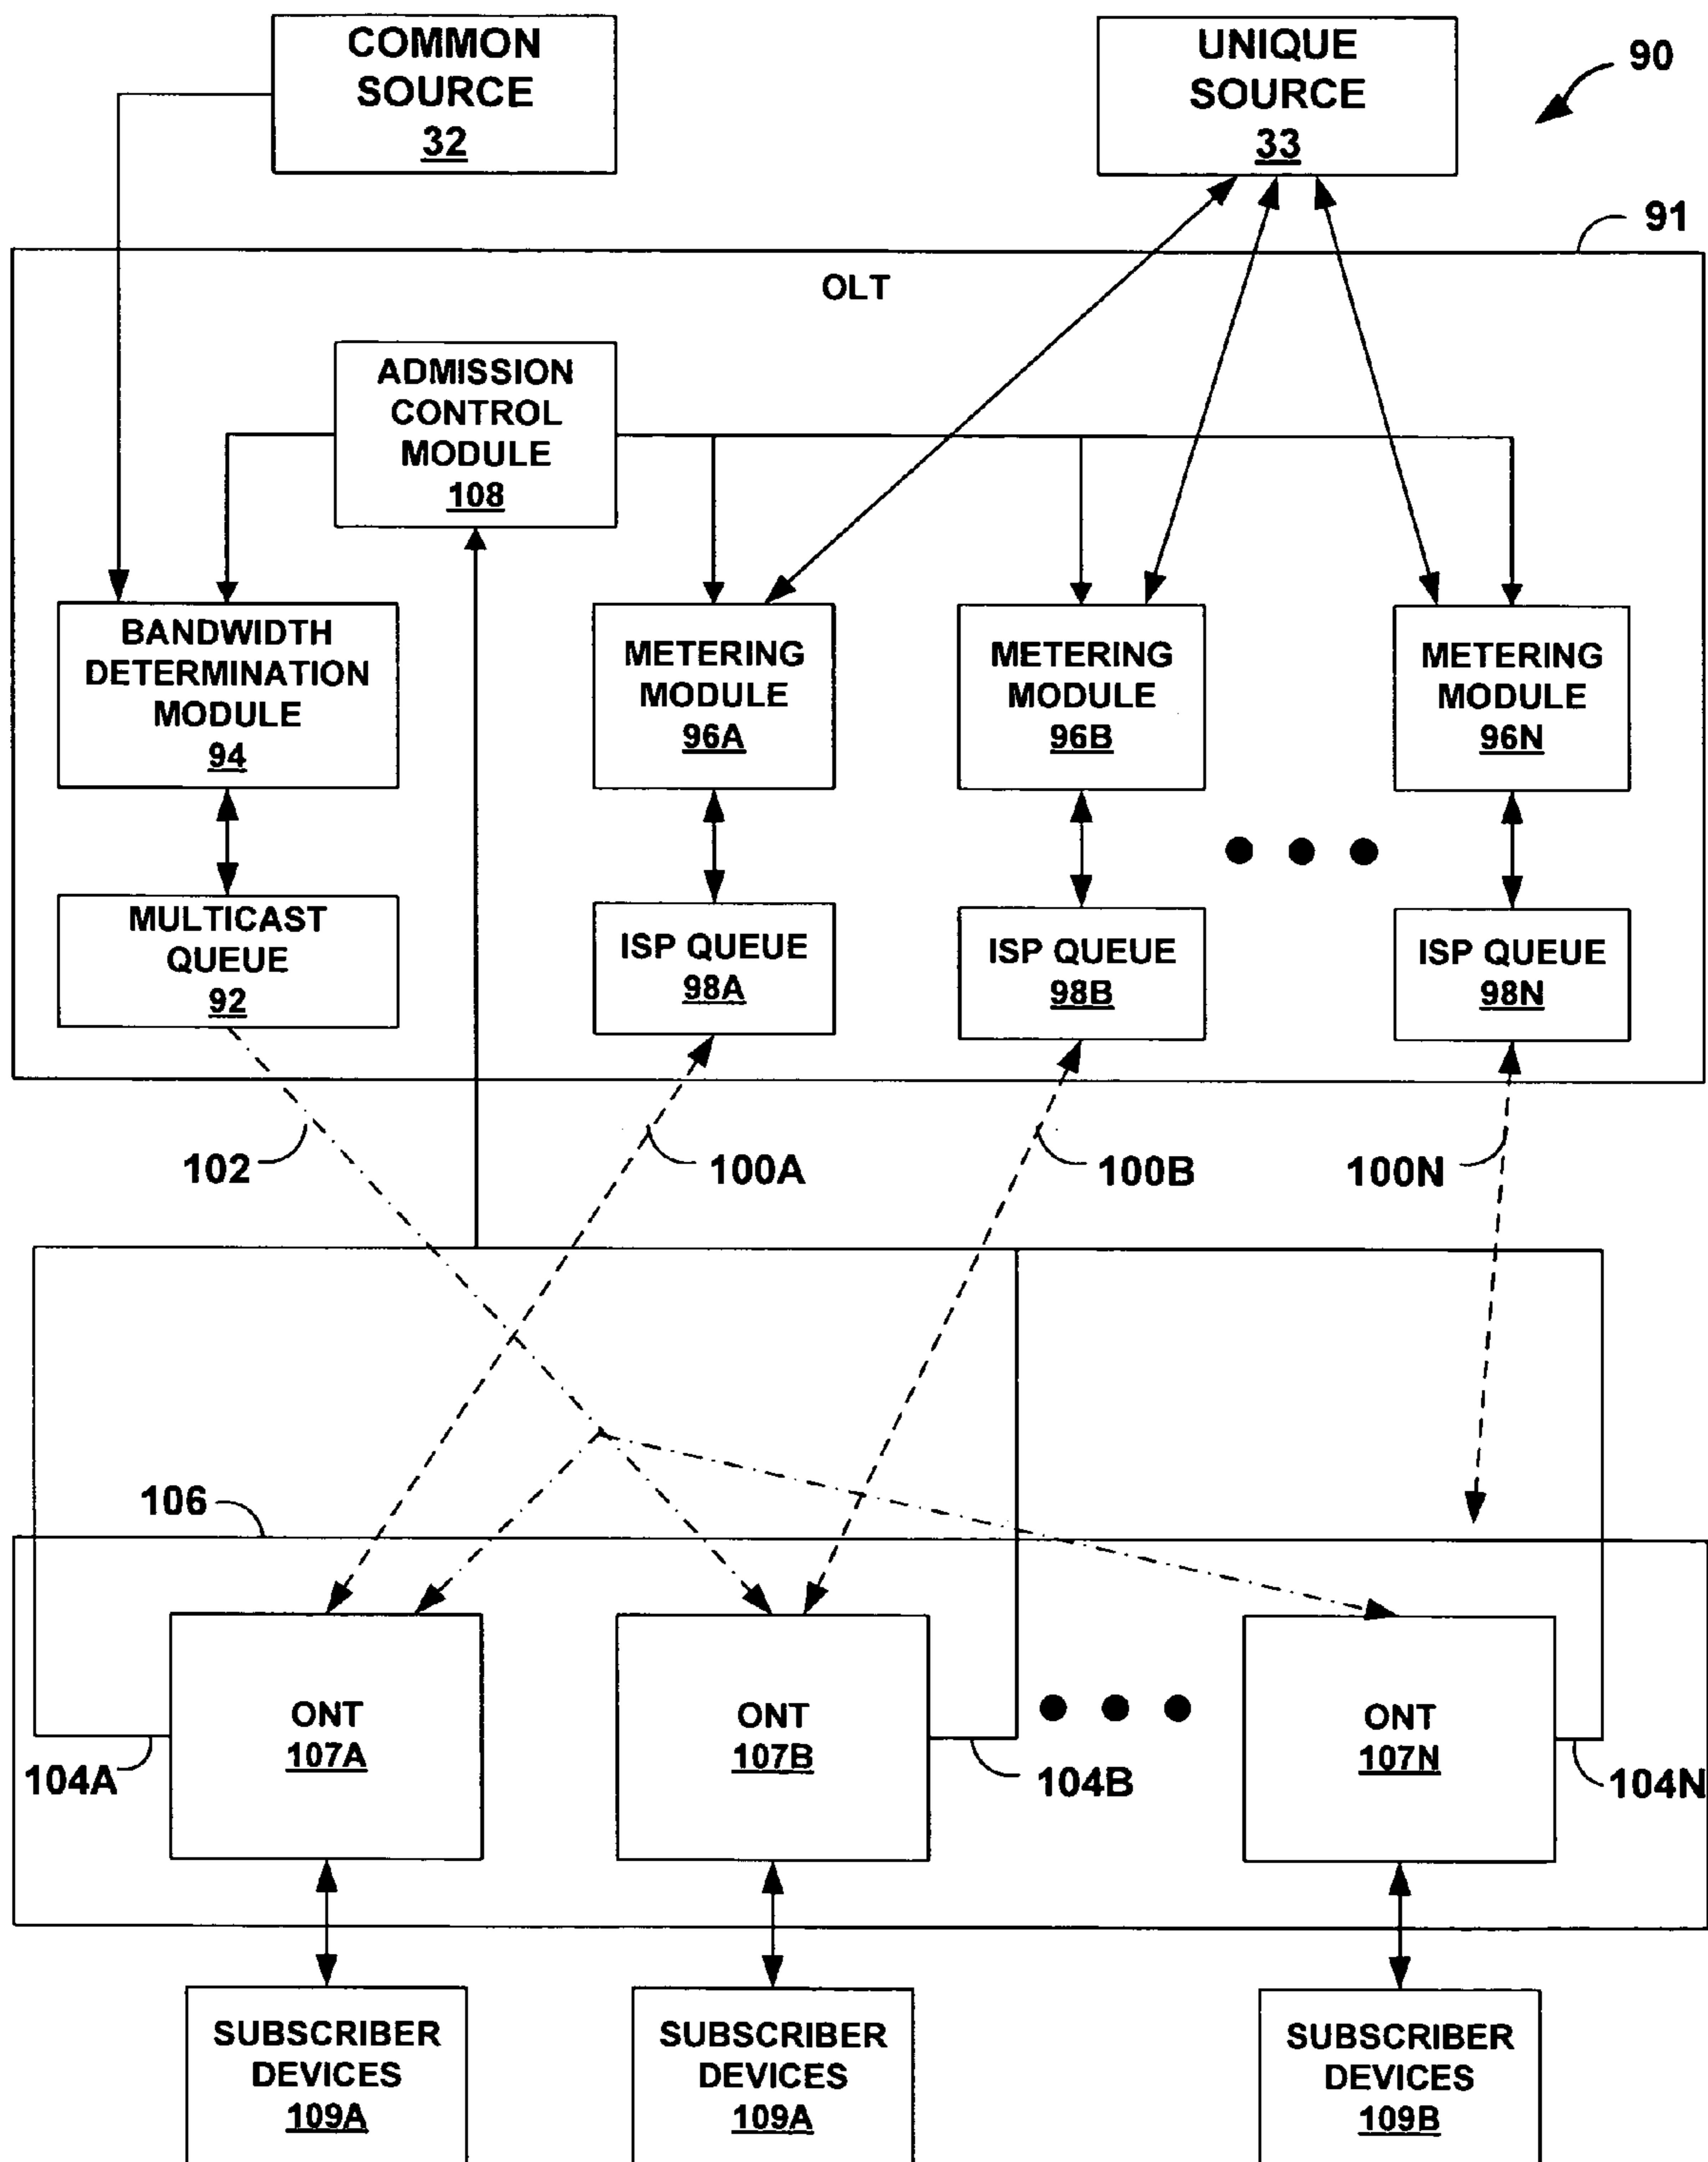 COMMON
SOURCE
32
UNIQUE
SOURCE
33
90
91
OLT
ADMISSION
CONTROL
MODULE
108
BANDWIDTH
DETERMINATION
MODULE
94
METERING
MODULE
96A
METERING
MODULE
96B
METERING
MODULE
96N
MULTICAST
QUEUE
92
ISP QUEUE
98A
ISP QUEUE
98B
ISP QUEUE
98N
102
100A
100B
100N
106
ONT
107A
ONT
107B
ONT
107N
104A
104B
104N
SUBSCRIBER
DEVICES
109A
SUBSCRIBER
DEVICES
109A
SUBSCRIBER
DEVICES
109B